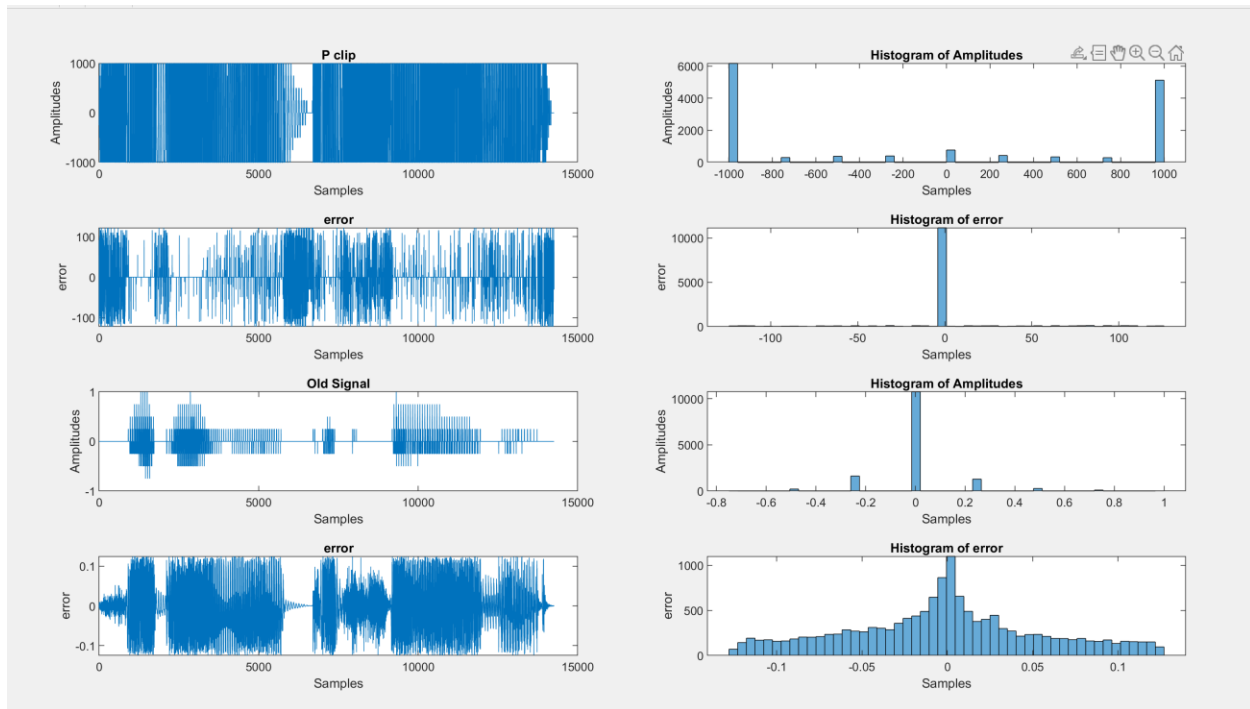 P clip
Amplitudes
1000
0
-1000
0 5000 10000 15000
Samples
Histogram of Amplitudes
Amplitudes
6000
4000
2000
0
-1000 -800 -600 -400 -200 0 200 400 600 800 1000
Samples
error
error
100
0
-100
0 5000 10000 15000
Samples
Histogram of error
error
10000
5000
0
-100 -50 0 50 100
Samples
Old Signal
Amplitudes
1
0
-1
0 5000 10000 15000
Samples
Histogram of Amplitudes
Amplitudes
10000
5000
0
-0.8 -0.6 -0.4 -0.2 0 0.2 0.4 0.6 0.8 1
Samples
error
error
0.1
0
-0.1
0 5000 10000 15000
Samples
Histogram of error
error
1000
500
0
-0.1 -0.05 0 0.05 0.1
Samples